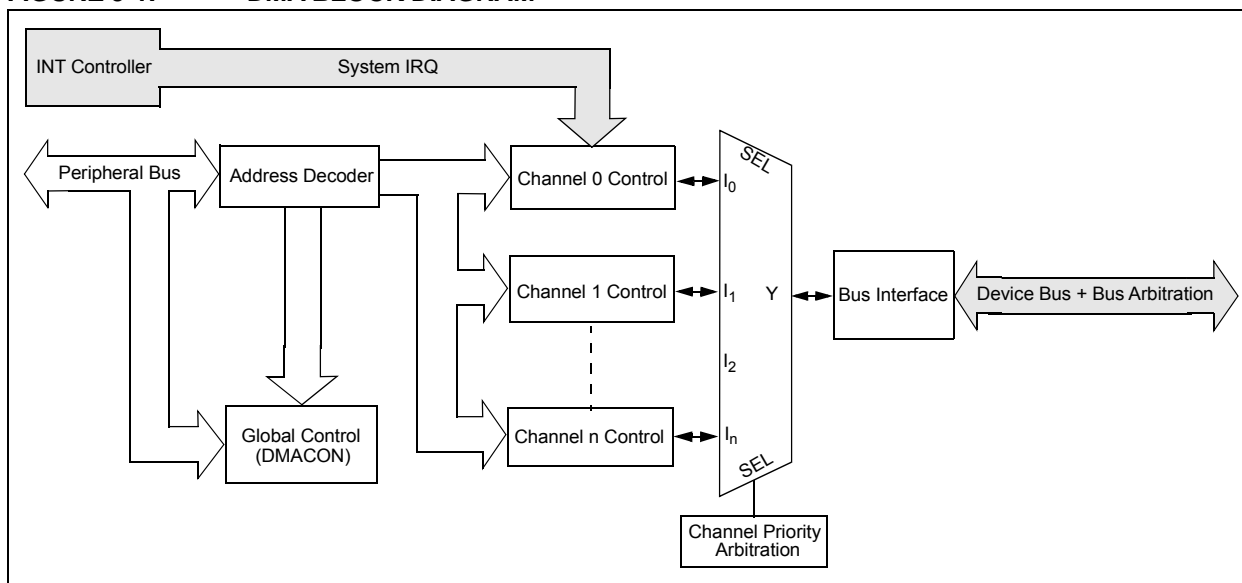 INT Controller
System IRQ
Peripheral Bus
Address Decoder
Channel 0 Control
SEL
I0
Channel 1 Control
I1
Y
Bus Interface
Device Bus + Bus Arbitration
I2
Global Control
(DMACON)
Channel n Control
In
SEL
Channel Priority
Arbitration